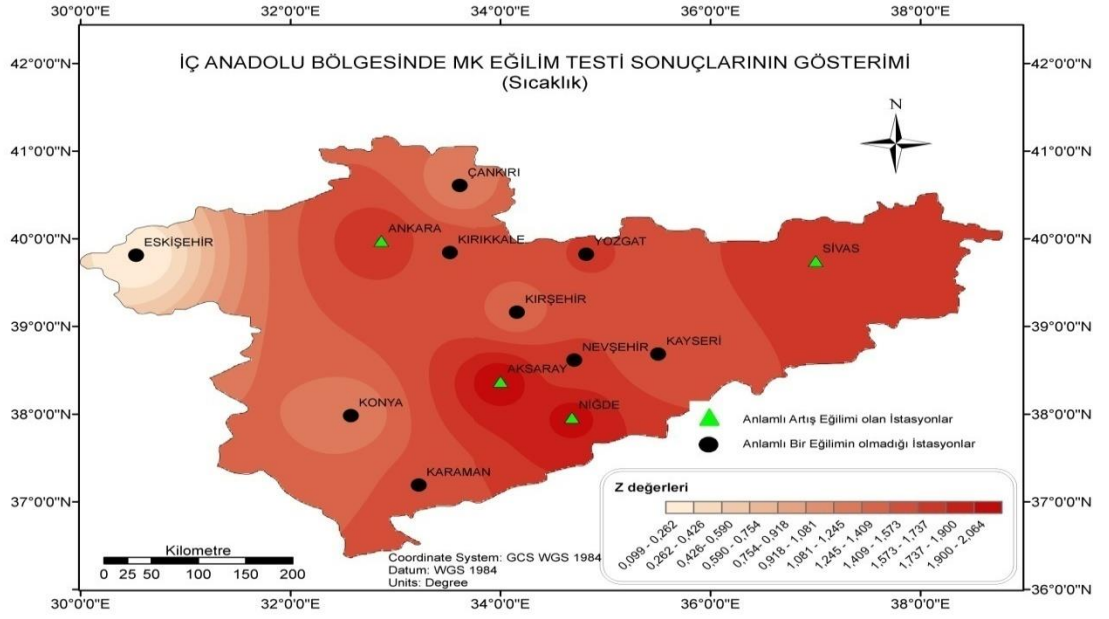 30°0'0"E 32°0'0"E 34°0'0"E 36°0'0"E 38°0'0"E
İÇ ANADOLU BÖLGESİNDE MK EĞİLİM TESTİ SONUÇLARININ GÖSTERİMİ
(Sıcaklık)
42°0'0"N 42°0'0"N
N
41°0'0"N 41°0'0"N
ÇANKIRI
ANKARA
40°0'0"N 40°0'0"N
ESKİŞEHİR
KIRIKKALE
YOZGAT
SİVAS
KIRŞEHİR
39°0'0"N 39°0'0"N
NEVŞEHİR
KAYSERİ
AKSARAY
KONYA
NİĞDE
38°0'0"N 38°0'0"N
Anlamlı Artış Eğilimi olan İstasyonlar
Anlamlı Bir Eğilimin olmadığı İstasyonlar
KARAMAN
37°0'0"N 37°0'0"N
Z değerleri
0,099 - 0,262
0,262 - 0,426
0,426- 0,590
0,590 - 0,754
0,754- 0,918
0,918 - 1,081
1,081 - 1,245
1,245 - 1,409
1,409 - 1,573
1,573 - 1,737
1,737 - 1,900
1,900 - 2,064
Kilometre
0 25 50 100 150 200
Coordinate System: GCS WGS 1984
Datum: WGS 1984
Units: Degree
36°0'0"N
30°0'0"E 32°0'0"E 34°0'0"E 36°0'0"E 38°0'0"E